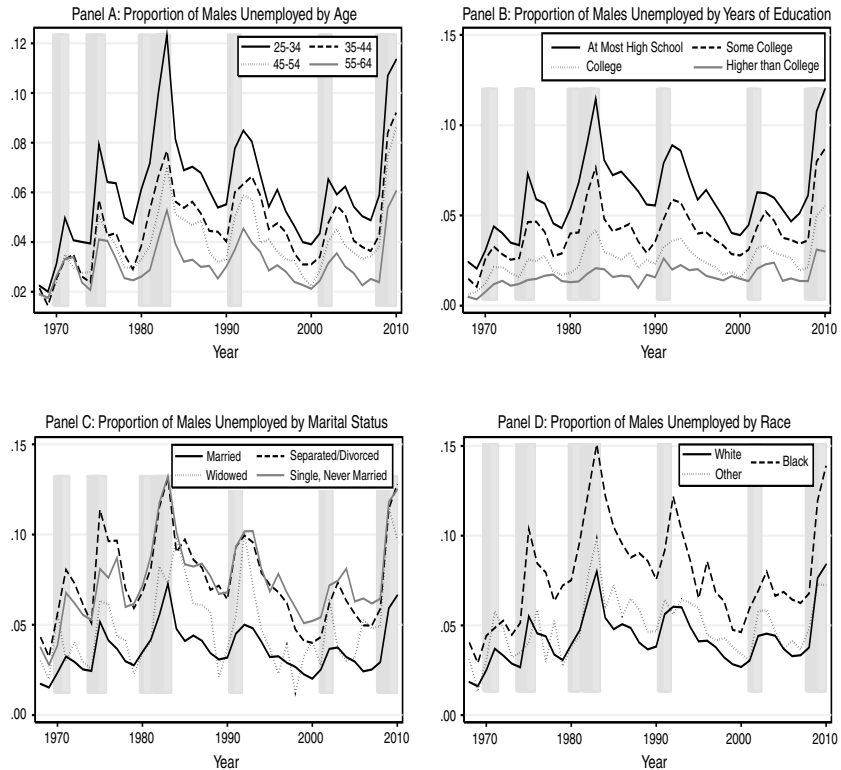 Panel A: Proportion of Males Unemployed by Age
.12
.10
.08
.06
.04
.02
25-34
35-44
45-54
55-64
1970
1980
1990
2000
2010
Year
Panel B: Proportion of Males Unemployed by Years of Education
.15
.10
.05
.00
At Most High School
Some College
College
Higher than College
1970
1980
1990
2000
2010
Year
Panel C: Proportion of Males Unemployed by Marital Status
.15
.10
.05
.00
Married
Separated/Divorced
Widowed
Single, Never Married
1970
1980
1990
2000
2010
Year
Panel D: Proportion of Males Unemployed by Race
.15
.10
.05
.00
White
Black
Other
1970
1980
1990
2000
2010
Year